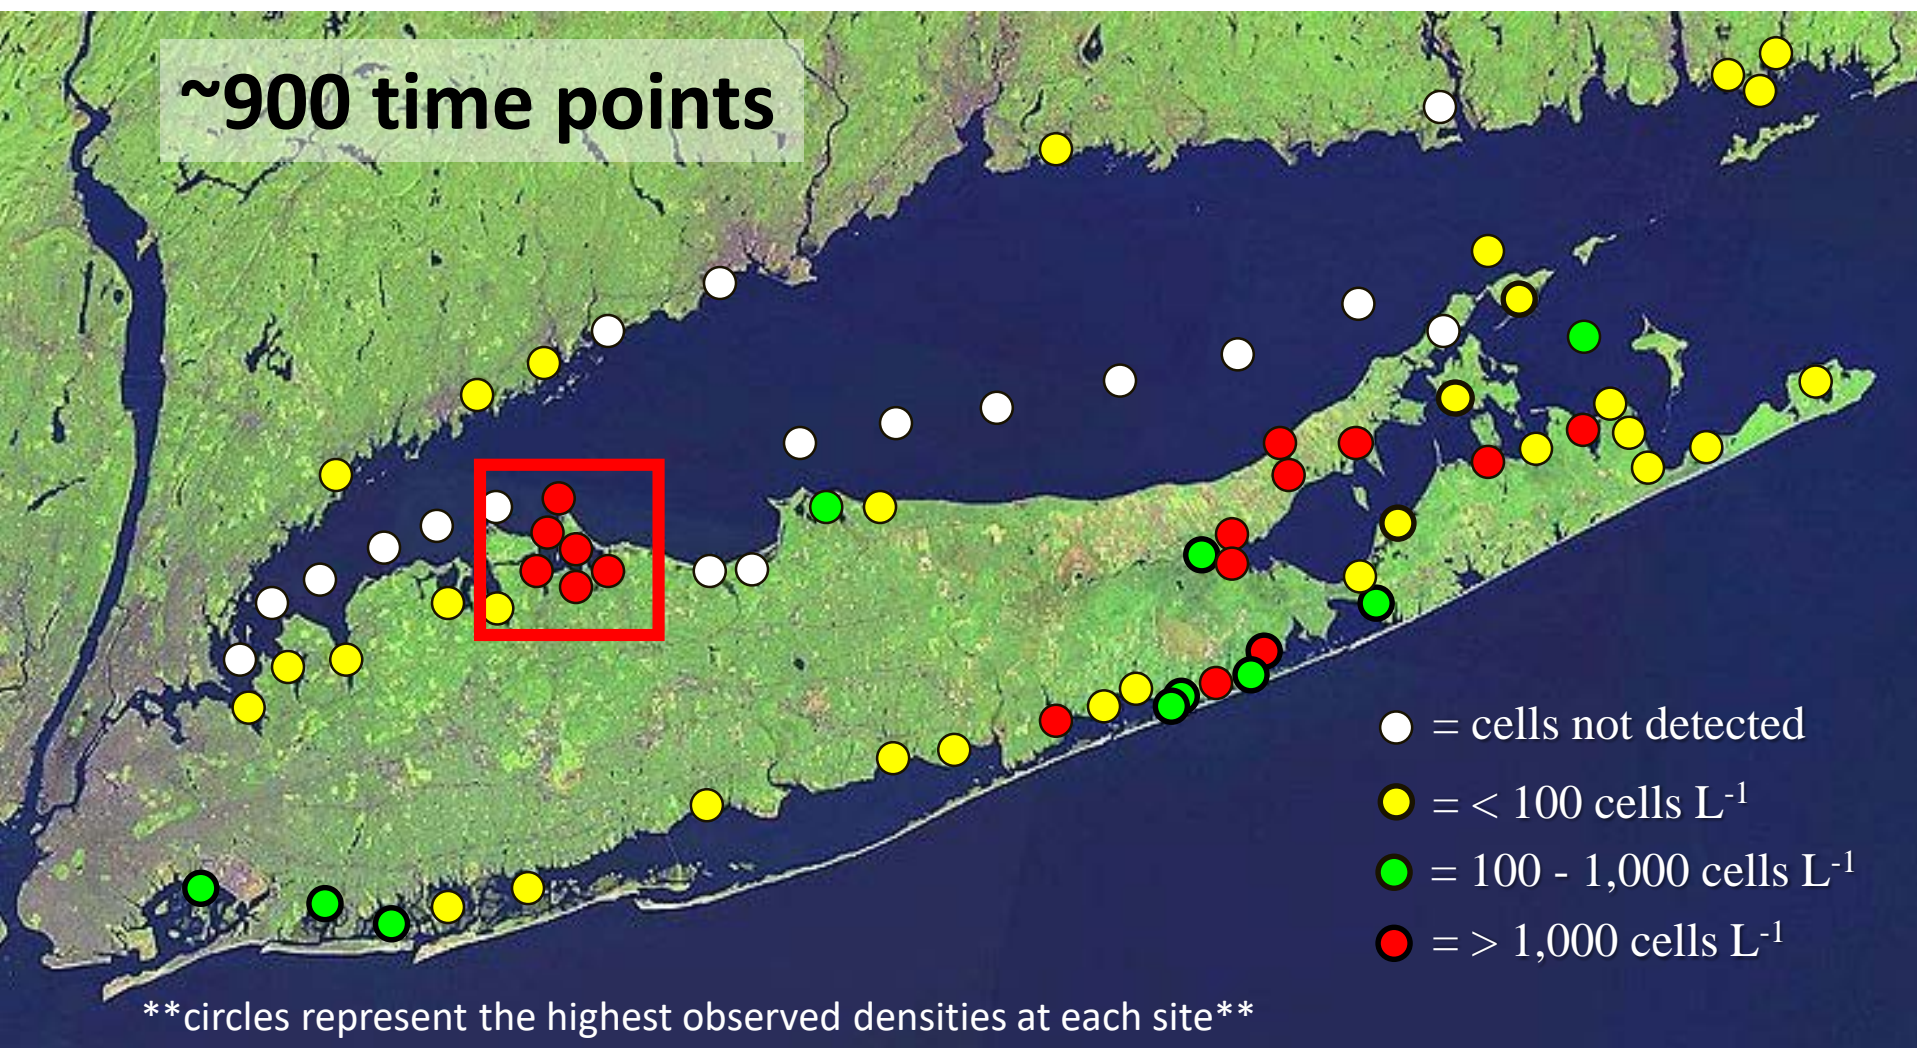 ~900 time points
= cells not detected
= < 100 cells L⁻¹
= 100 - 1,000 cells L⁻¹
= > 1,000 cells L⁻¹
**circles represent the highest observed densities at each site**